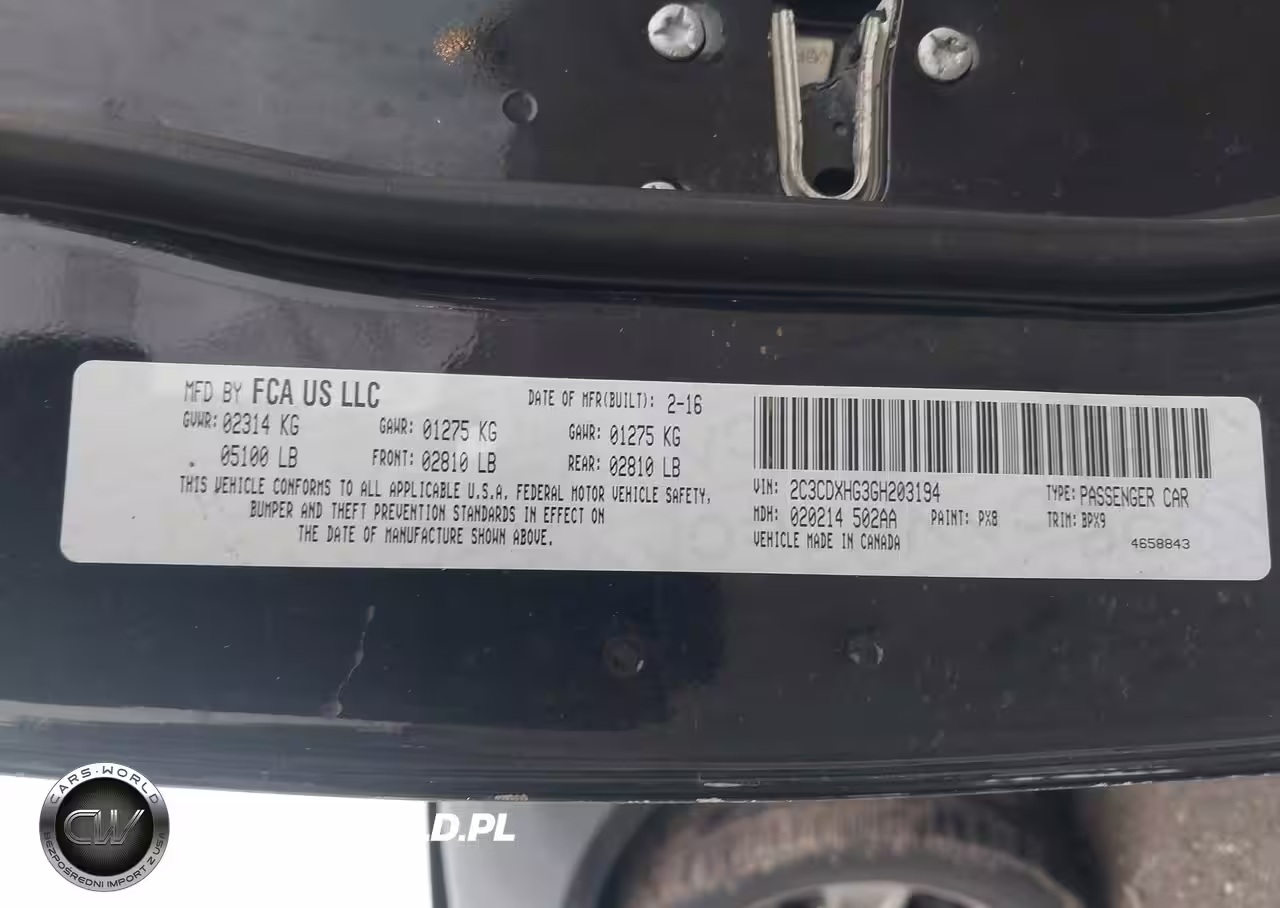 MFD BY FCA US LLC
DATE OF MFR(BUILT): 2-16
GVWR: 02314 KG
GAWR: 01275 KG
GAWR: 01275 KG
05100 LB
FRONT: 02810 LB
REAR: 02810 LB
THIS VEHICLE CONFORMS TO ALL APPLICABLE U.S.A. FEDERAL MOTOR VEHICLE SAFETY,
BUMPER AND THEFT PREVENTION STANDARDS IN EFFECT ON
THE DATE OF MANUFACTURE SHOWN ABOVE.
VIN: 2C3CDXHG3GH203194
TYPE: PASSENGER CAR
MDH: 020214 502AA
PAINT: PX8
TRIM: BPX9
VEHICLE MADE IN CANADA
4658843
CARS-WORLD
CW
BEZPOŚREDNI IMPORT Z USA
LD.PL